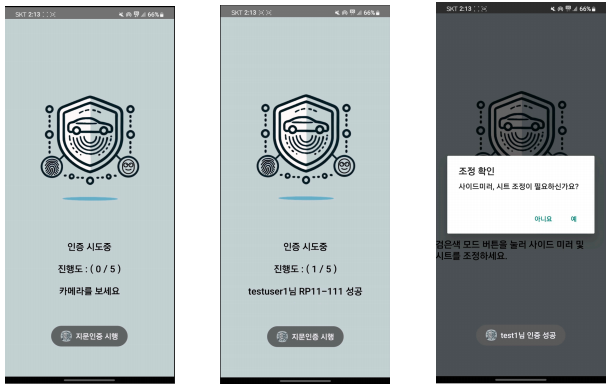 SKT 2:13
66%
인증 시도중
진행도 : ( 0 / 5 )
카메라를 보세요
지문인증 시행
SKT 2:13
66%
인증 시도중
진행도 : ( 1 / 5 )
testuser1님 RP11-111 성공
지문인증 시행
SKT 2:13
66%
조정 확인
사이드미러, 시트 조정이 필요하신가요?
아니요 예
검은색 모드 버튼을 눌러 사이드 미러 및
시트를 조정하세요.
test1님 인증 성공